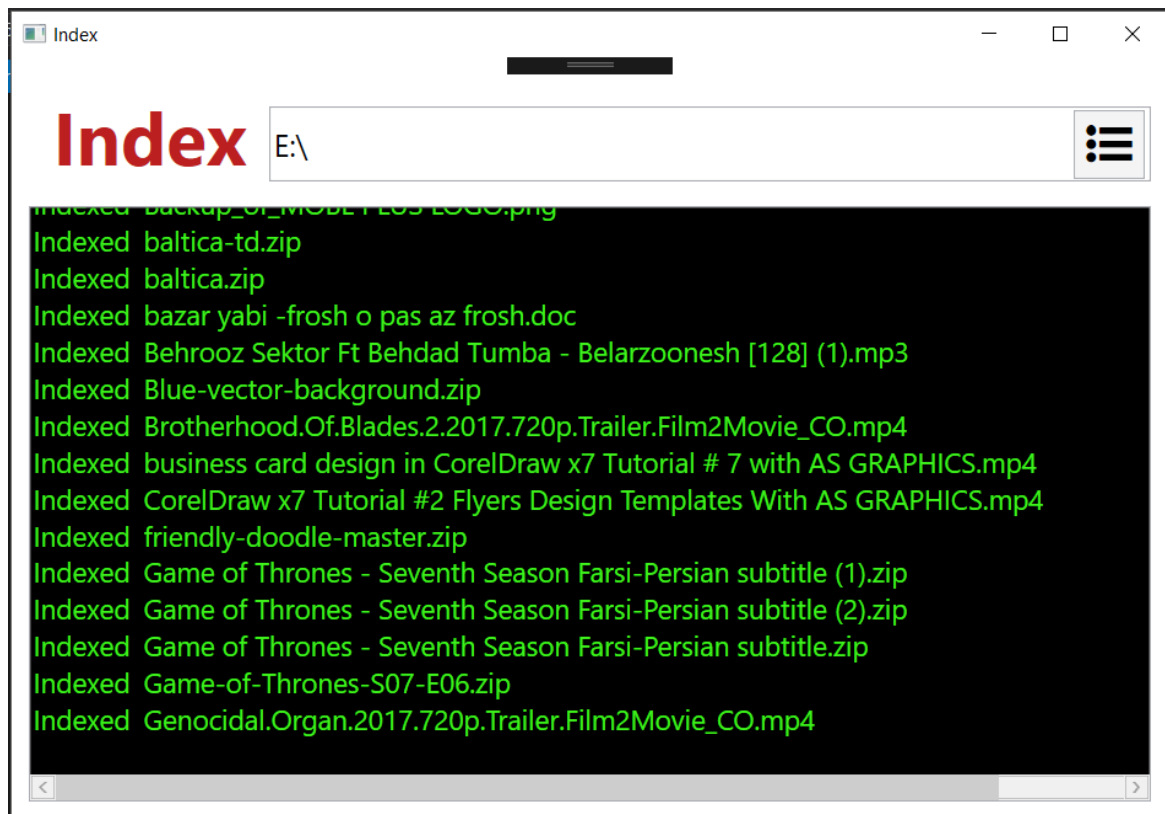 Index
Index
E:\
Indexed Backup_of_MOBL PLUS LOGO.png
Indexed baltica-td.zip
Indexed baltica.zip
Indexed bazar yabi -frosh o pas az frosh.doc
Indexed Behrooz Sektor Ft Behdad Tumba - Belarzoonesh [128] (1).mp3
Indexed Blue-vector-background.zip
Indexed Brotherhood.Of.Blades.2.2017.720p.Trailer.Film2Movie_CO.mp4
Indexed business card design in CorelDraw x7 Tutorial # 7 with AS GRAPHICS.mp4
Indexed CorelDraw x7 Tutorial #2 Flyers Design Templates With AS GRAPHICS.mp4
Indexed friendly-doodle-master.zip
Indexed Game of Thrones - Seventh Season Farsi-Persian subtitle (1).zip
Indexed Game of Thrones - Seventh Season Farsi-Persian subtitle (2).zip
Indexed Game of Thrones - Seventh Season Farsi-Persian subtitle.zip
Indexed Game-of-Thrones-S07-E06.zip
Indexed Genocidal.Organ.2017.720p.Trailer.Film2Movie_CO.mp4